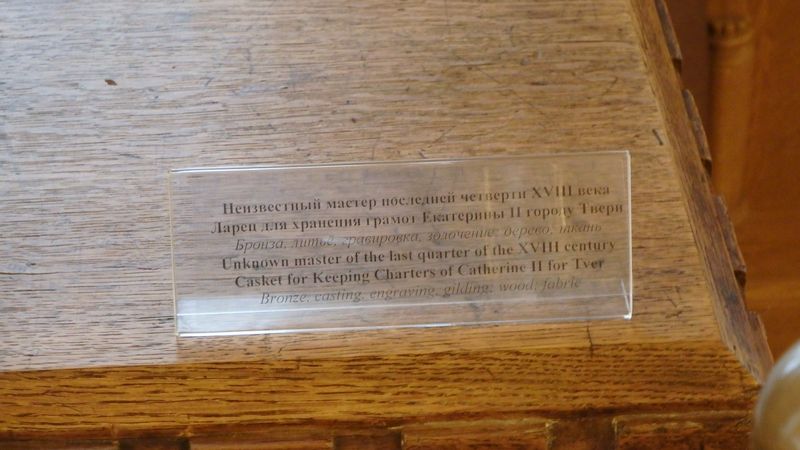 Неизвестный мастер последней четверти XVIII века
Ларец для хранения грамот Екатерины II городу Твери
Бронза, литьё, гравировка, золочение; дерево, ткань
Unknown master of the last quarter of the XVIII century
Casket for Keeping Charters of Catherine II for Tver
Bronze, casting, engraving, gilding; wood; fabric